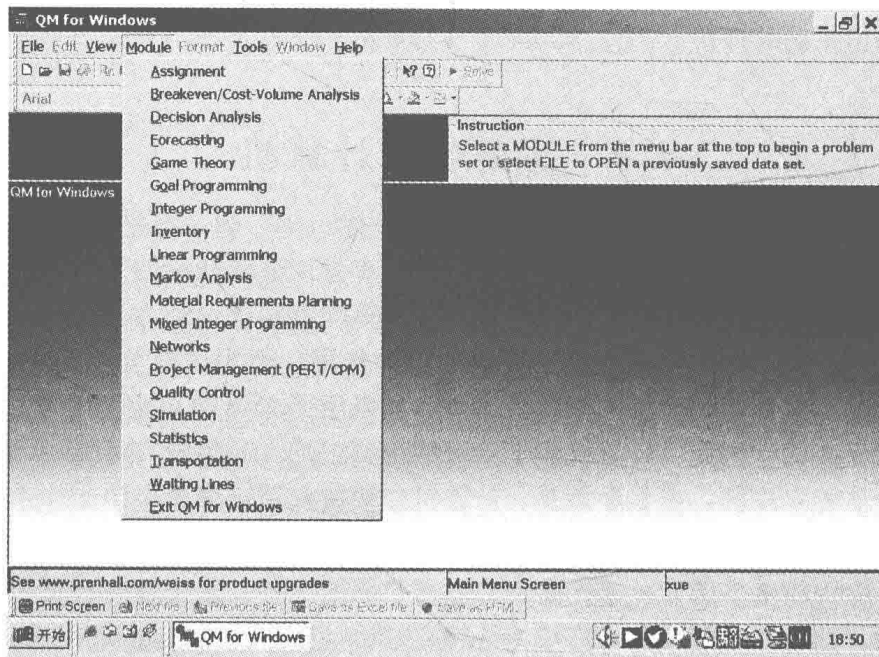 QM for Windows
File Edit View Module Format Tools Window Help
Solve
Arial
Assignment
Breakeven/Cost-Volume Analysis
Decision Analysis
Forecasting
Game Theory
Goal Programming
Integer Programming
Inventory
Linear Programming
Markov Analysis
Material Requirements Planning
Mixed Integer Programming
Networks
Project Management (PERT/CPM)
Quality Control
Simulation
Statistics
Transportation
Waiting Lines
Exit QM for Windows
Instruction
Select a MODULE from the menu bar at the top to begin a problem
set or select FILE to OPEN a previously saved data set.
QM for Windows
See www.prenhall.com/weiss for product upgrades Main Menu Screen xue
Print Screen Next file Previous file Save as Excel file Save as HTML
开始 QM for Windows 18:50